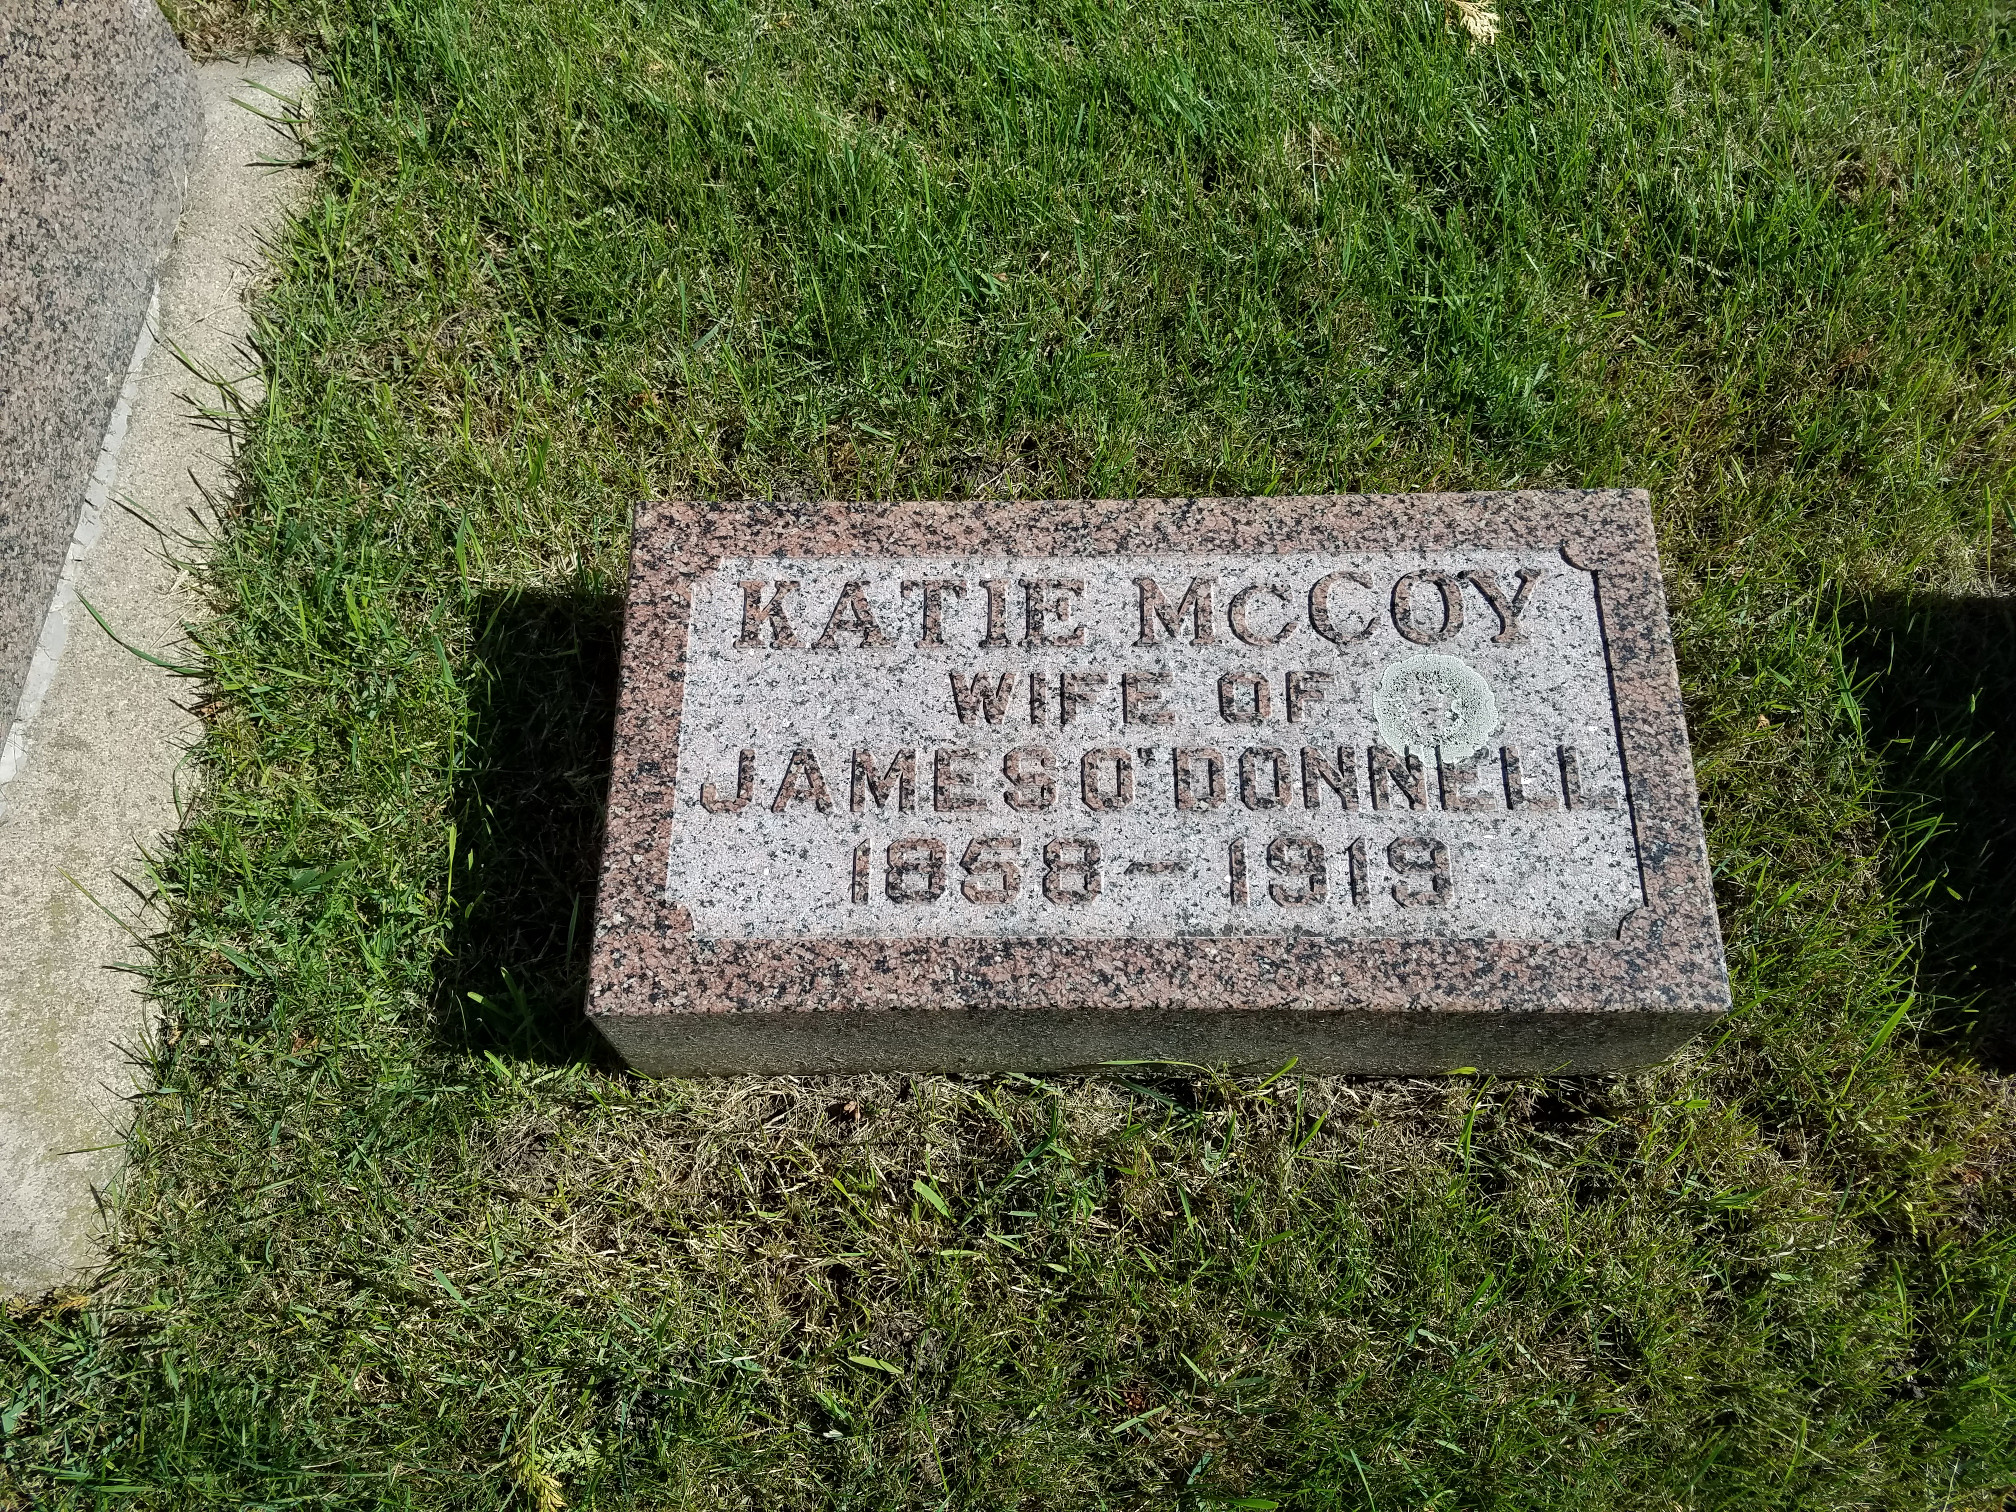 KATIE McCOY
WIFE OF
JAMES O'DONNELL
1858-1919